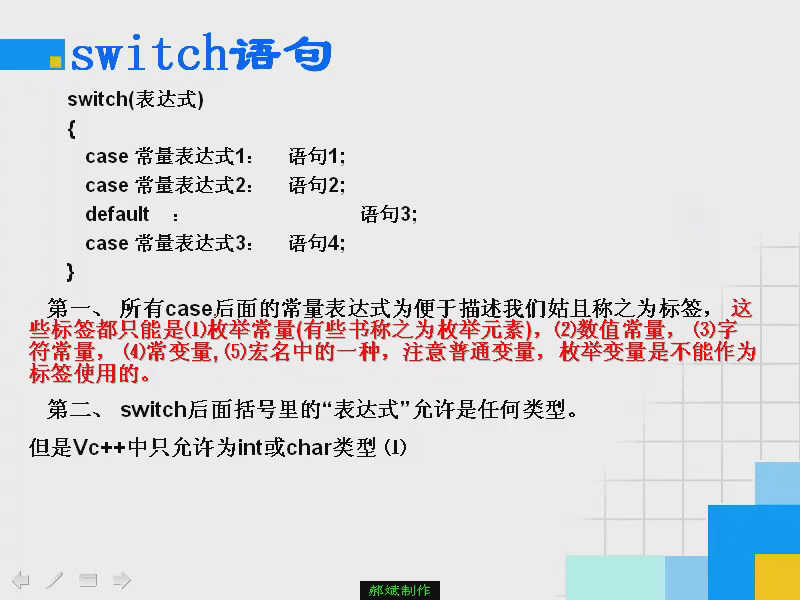 switch语句
switch(表达式)
{
case 常量表达式1： 语句1;
case 常量表达式2： 语句2;
default ： 语句3;
case 常量表达式3： 语句4;
}
第一、 所有case后面的常量表达式为便于描述我们姑且称之为标签， 这
些标签都只能是⑴枚举常量(有些书称之为枚举元素)，⑵数值常量，⑶字
符常量，⑷常变量,⑸宏名中的一种，注意普通变量，枚举变量是不能作为
标签使用的。
第二、 switch后面括号里的“表达式”允许是任何类型。
但是Vc++中只允许为int或char类型⑴
郝斌制作